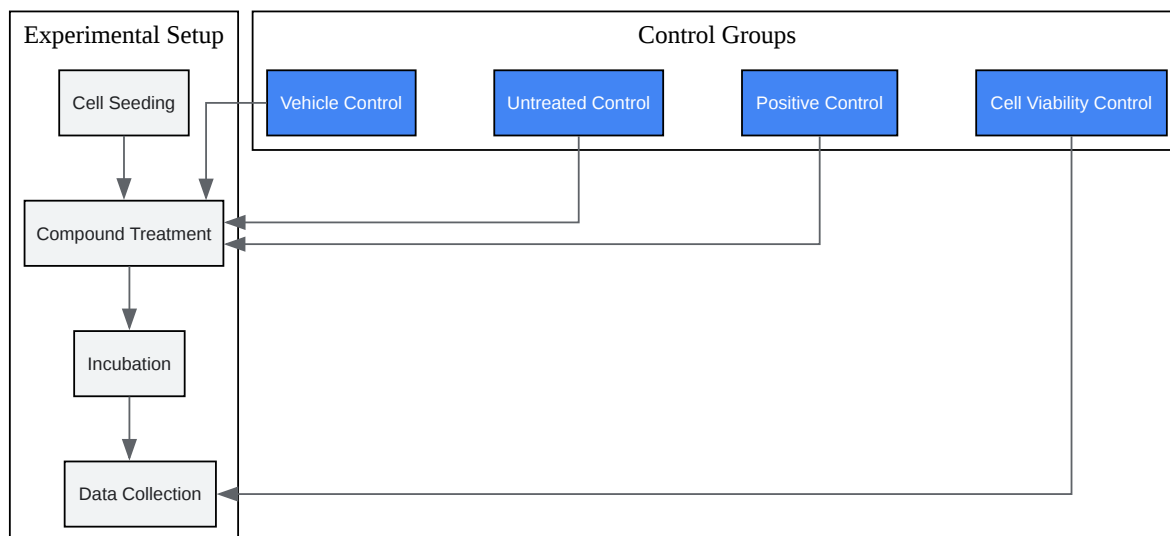 Experimental Setup
Control Groups
Cell Seeding
Vehicle Control
Untreated Control
Positive Control
Cell Viability Control
Compound Treatment
Incubation
Data Collection